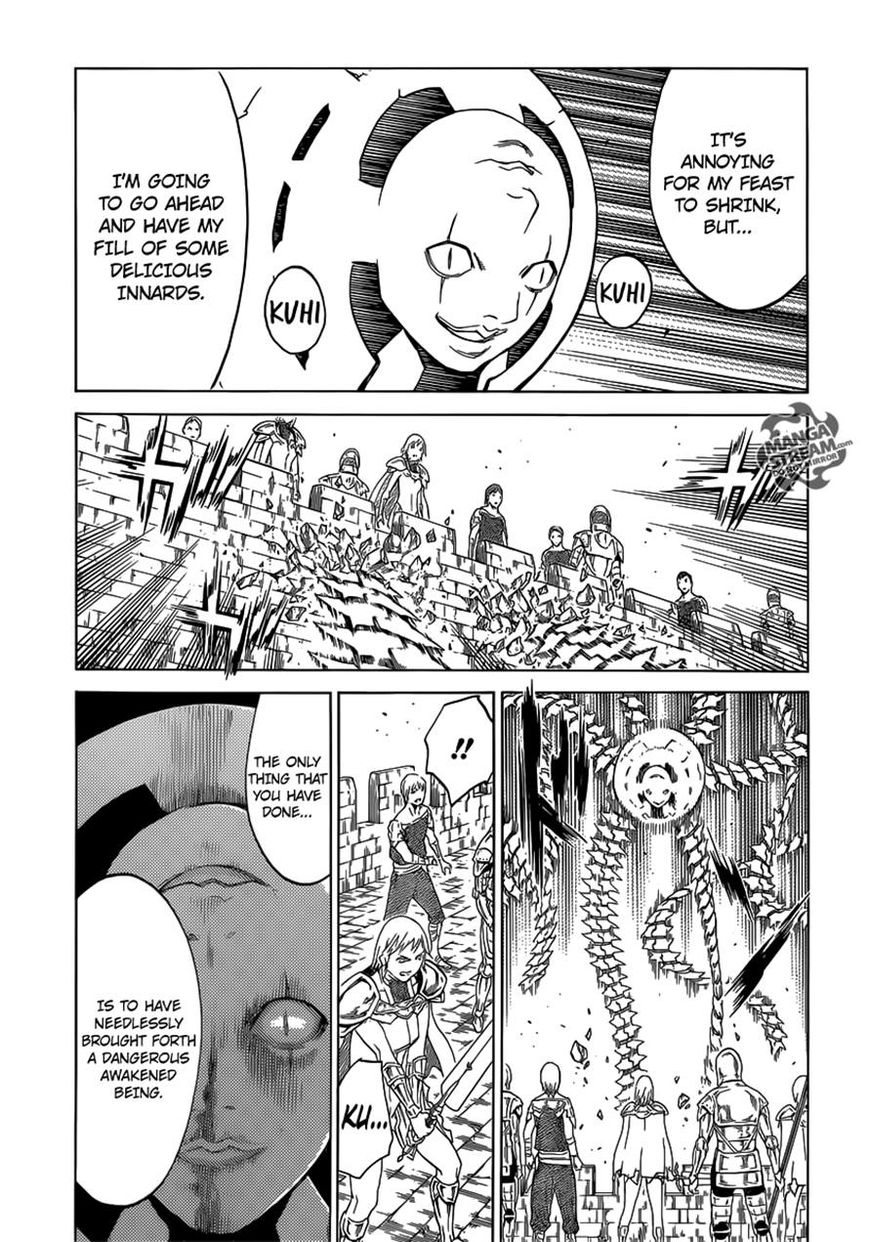 IT'S
ANNOYING
FOR MY FEAST
TO SHRINK,
BUT...
I'M GOING
TO GO AHEAD
AND HAVE MY
FILL OF SOME
DELICIOUS
INNARDS.
KUHI
KUHI
MANGA
STREAM.com
!!
KU...
THE ONLY
THING THAT
YOU HAVE
DONE...
IS TO HAVE
NEEDLESSLY
BROUGHT FORTH
A DANGEROUS
AWAKENED
BEING.